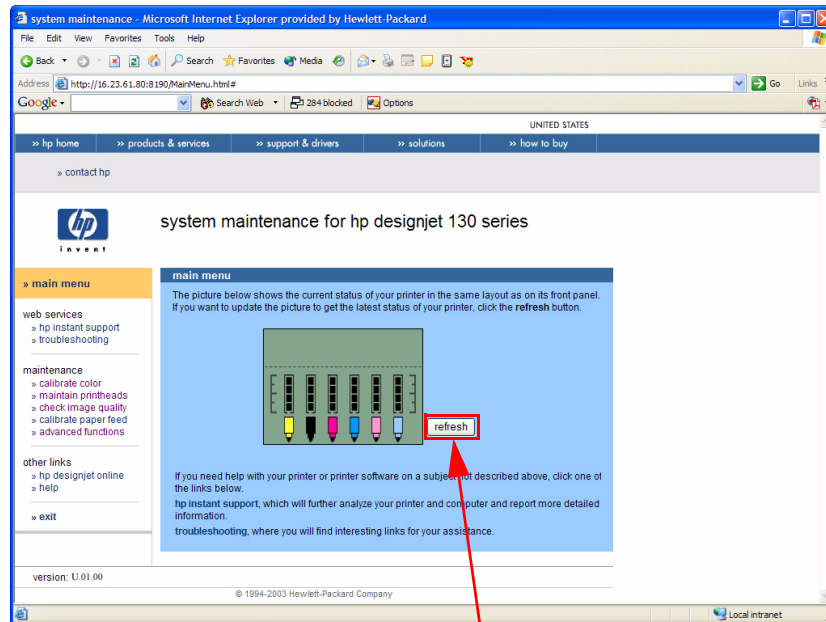 system maintenance - Microsoft Internet Explorer provided by Hewlett-Packard
File Edit View Favorites Tools Help
Back Search Favorites Media
Address http://16.23.61.80:8190/MainMenu.html# Go Links
Google Search Web 284 blocked Options
UNITED STATES
» hp home » products & services » support & drivers » solutions » how to buy
» contact hp
hp
invent
system maintenance for hp designjet 130 series
» main menu
web services
» hp instant support
» troubleshooting
maintenance
» calibrate color
» maintain printheads
» check image quality
» calibrate paper feed
» advanced functions
other links
» hp designjet online
» help
» exit
main menu
The picture below shows the current status of your printer in the same layout as on its front panel.
If you want to update the picture to get the latest status of your printer, click the refresh button.
refresh
If you need help with your printer or printer software on a subject not described above, click one of
the links below.
hp instant support, which will further analyze your printer and computer and report more detailed
information.
troubleshooting, where you will find interesting links for your assistance.
version: U.01.00
© 1994-2003 Hewlett-Packard Company
Local intranet